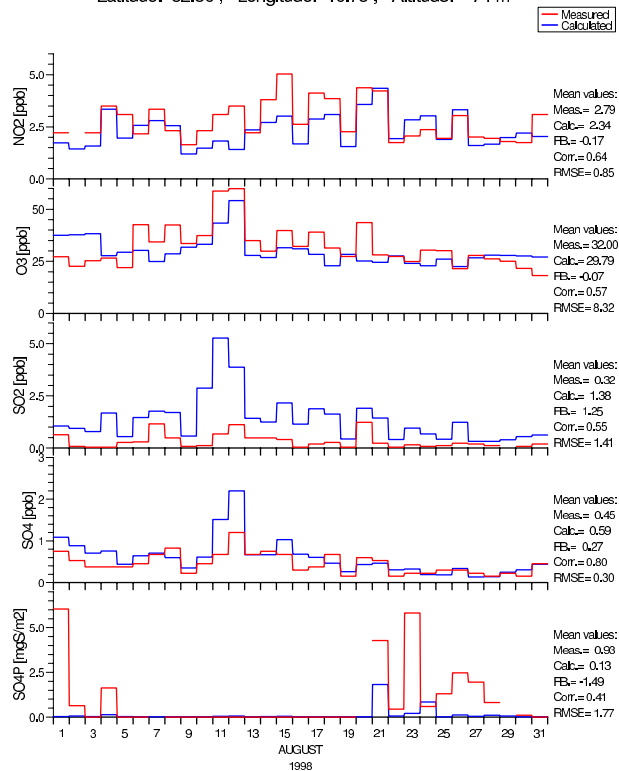 Measured
Calculated
NO2 [ppb]
5.0
2.5
0.0
Mean values:
Meas.= 2.79
Calc.= 2.34
FB.= -0.17
Corr.= 0.64
RMSE= 0.85
O3 [ppb]
50
25
0
Mean values:
Meas.= 32.00
Calc.= 29.79
FB.= -0.07
Corr.= 0.57
RMSE= 8.32
SO2 [ppb]
5.0
2.5
0.0
Mean values:
Meas.= 0.32
Calc.= 1.38
FB.= 1.25
Corr.= 0.55
RMSE= 1.41
SO4 [ppb]
3
2
1
0
Mean values:
Meas.= 0.45
Calc.= 0.59
FB.= 0.27
Corr.= 0.80
RMSE= 0.30
SO4P [mgS/m2]
5.0
2.5
0.0
Mean values:
Meas.= 0.93
Calc.= 0.13
FB.= -1.49
Corr.= 0.41
RMSE= 1.77
1 3 5 7 9 11 13 15 17 19 21 23 25 27 29 31
AUGUST
1998